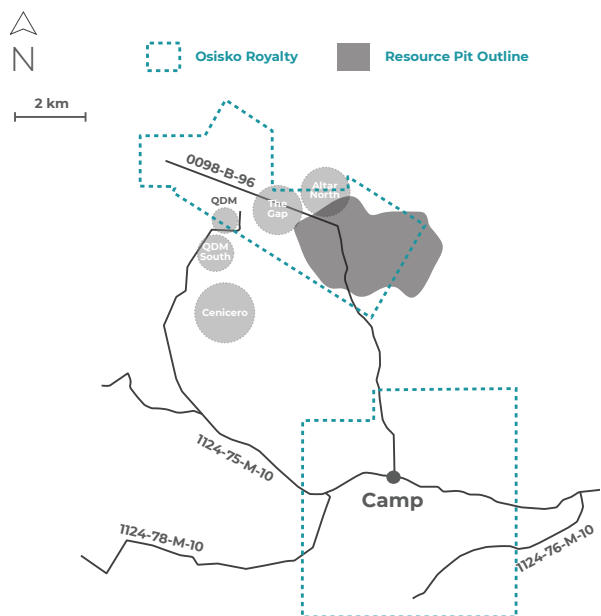 N
Osisko Royalty
Resource Pit Outline
2 km
0098-B-96
Altar
North
QDM
The
Gap
QDM
South
Cenicero
1124-75-M-10
Camp
1124-78-M-10
1124-76-M-10